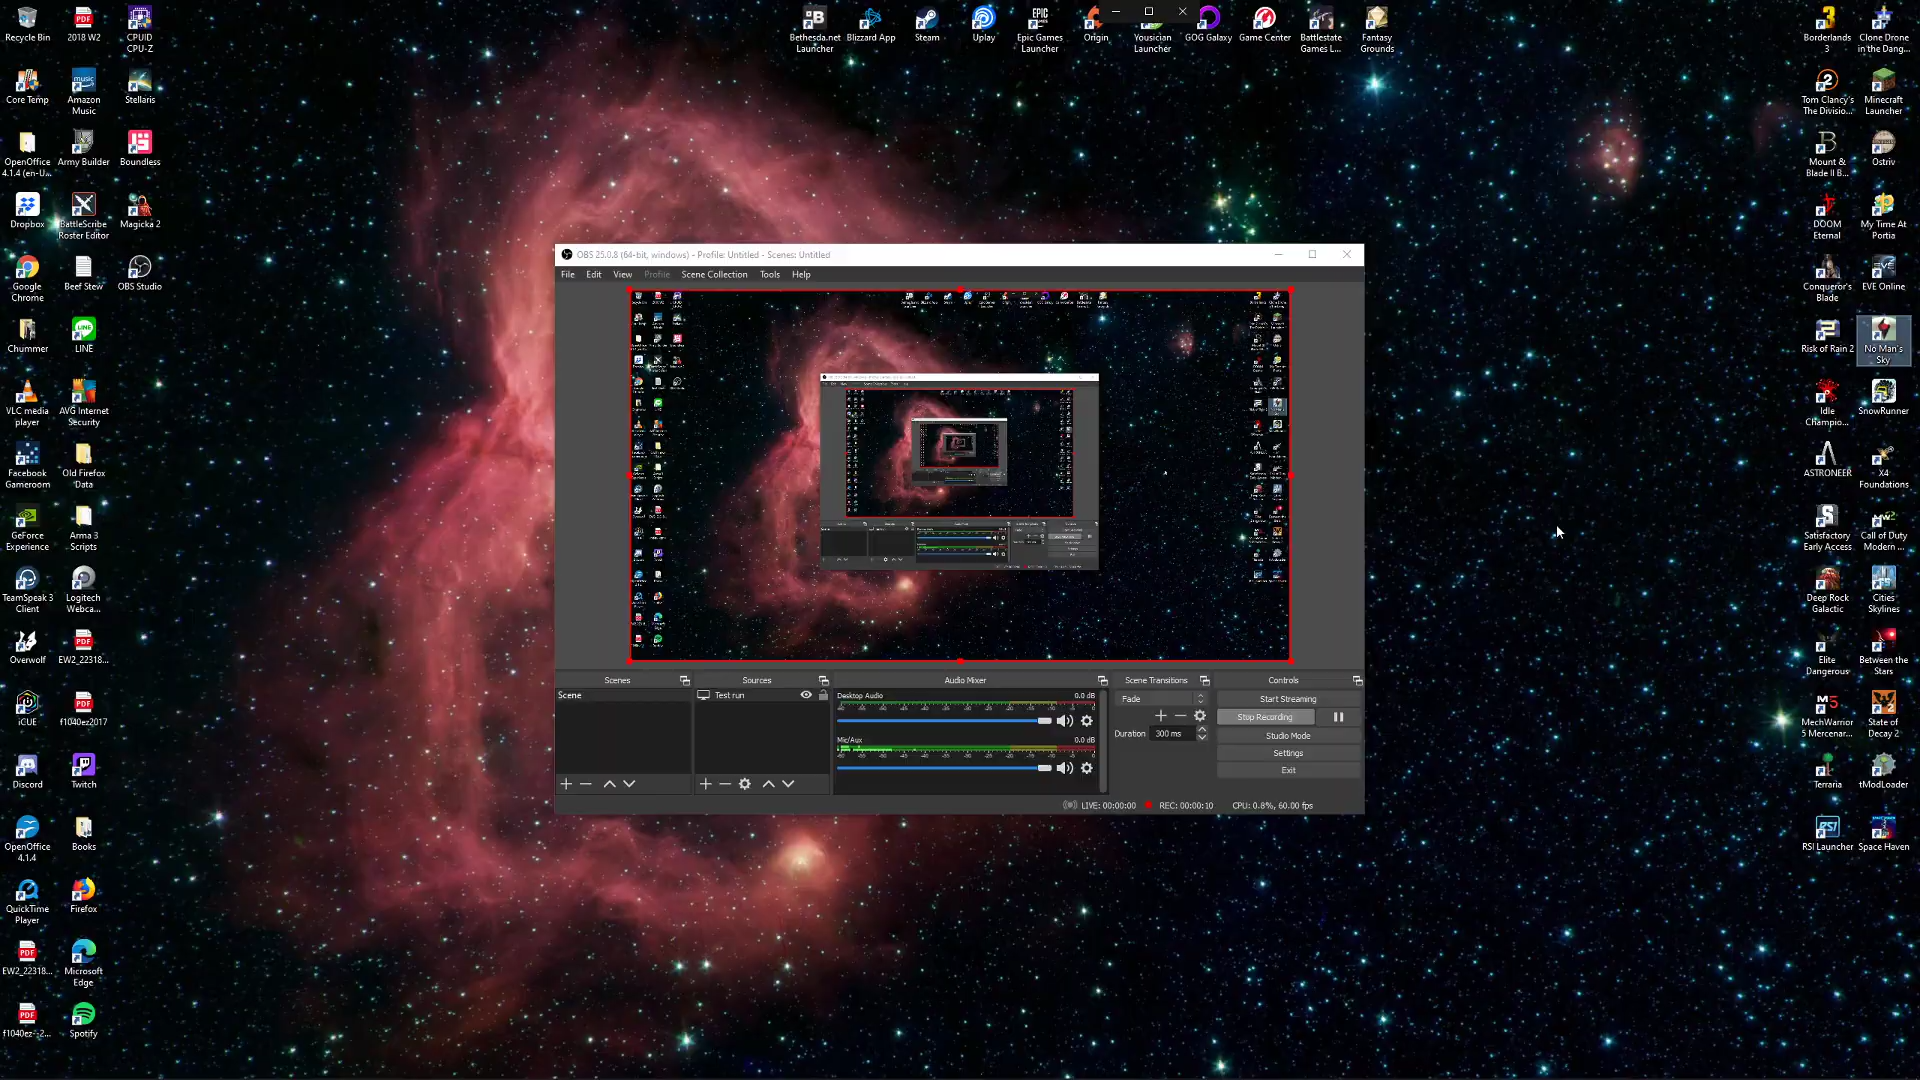 Recycle Bin
2018 W2
CPUID
CPU-Z
Bethesda.net
Launcher
Blizzard App
Steam
Uplay
Epic Games
Launcher
Origin
Yousician
Launcher
GOG Galaxy
Game Center
Battlestate
Games L...
Fantasy
Grounds
Borderlands
3
Clone Drone
in the Dang...
Core Temp
Amazon
Music
Stellaris
Tom Clancy's
The Divisio...
Minecraft
Launcher
OpenOffice
4.1.4 (en-U...
Army Builder
Boundless
Mount &
Blade II B...
Ostriv
Dropbox
BattleScribe
Roster Editor
Magicka 2
DOOM
Eternal
My Time At
Portia
Google
Chrome
Beef Stew
OBS Studio
Conqueror's
Blade
EVE Online
Chummer
LINE
Risk of Rain 2
No Man's
Sky
VLC media
player
AVG Internet
Security
Idle
Champio...
SnowRunner
Facebook
Gameroom
Old Firefox
Data
ASTRONEER
X4
Foundations
GeForce
Experience
Arma 3
Scripts
Satisfactory
Early Access
Call of Duty
Modern ...
TeamSpeak 3
Client
Logitech
Webca...
Deep Rock
Galactic
Cities
Skylines
Overwolf
EW2_22318...
Elite
Dangerous
Between the
Stars
iCUE
f1040ez2017
MechWarrior
5 Mercenar...
State of
Decay 2
Discord
Twitch
Terraria
tModLoader
OpenOffice
4.1.4
Books
RSI Launcher
Space Haven
QuickTime
Player
Firefox
EW2_22318...
Microsoft
Edge
f1040ez--2...
Spotify
OBS 25.0.8 (64-bit, windows) - Profile: Untitled - Scenes: Untitled
File Edit View Profile Scene Collection Tools Help
Scenes
Scene
Sources
Test run
Audio Mixer
Desktop Audio 0.0 dB
Mic/Aux 0.0 dB
Scene Transitions
Fade
Duration 300 ms
Controls
Start Streaming
Stop Recording
Studio Mode
Settings
Exit
LIVE: 00:00:00 REC: 00:00:10 CPU: 0.8%, 60.00 fps